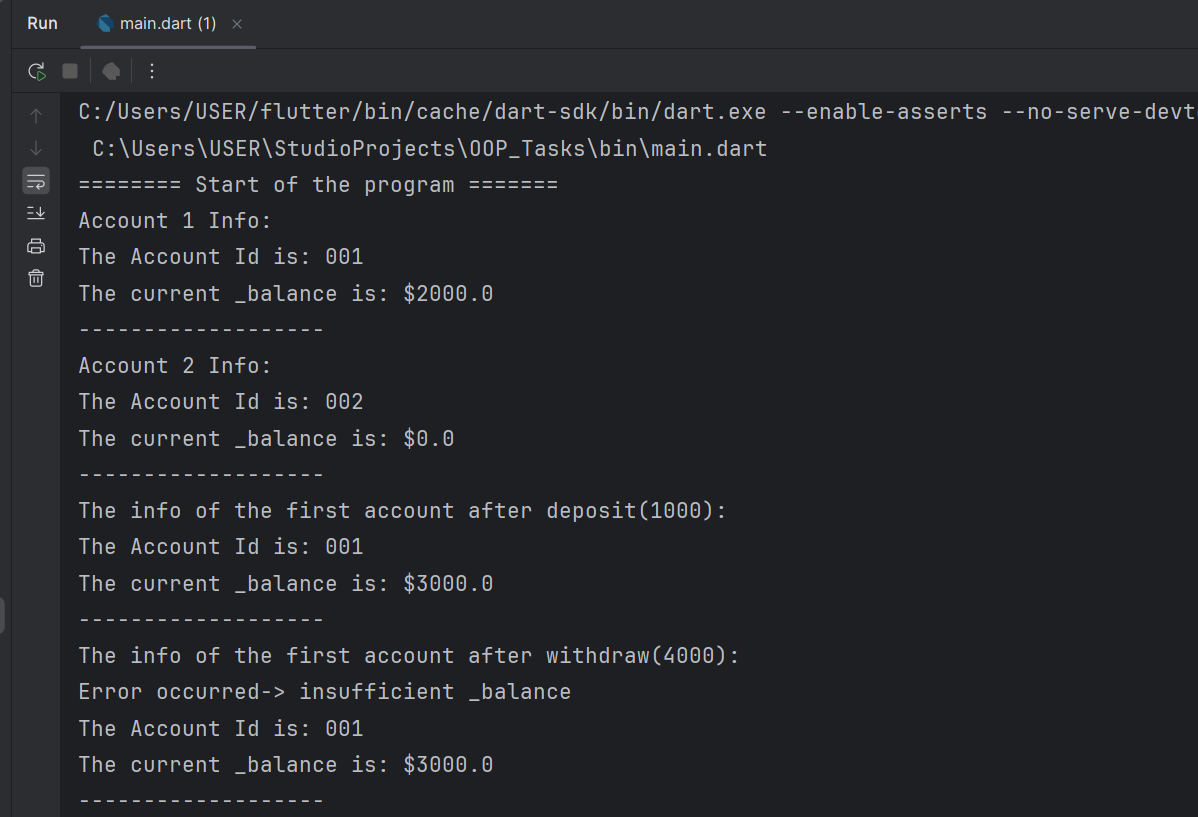 Run main.dart (1)
C:/Users/USER/flutter/bin/cache/dart-sdk/bin/dart.exe --enable-asserts --no-serve-devt
C:\Users\USER\StudioProjects\OOP_Tasks\bin\main.dart
======== Start of the program =======
Account 1 Info:
The Account Id is: 001
The current _balance is: $2000.0
-------------------
Account 2 Info:
The Account Id is: 002
The current _balance is: $0.0
-------------------
The info of the first account after deposit(1000):
The Account Id is: 001
The current _balance is: $3000.0
-------------------
The info of the first account after withdraw(4000):
Error occurred-> insufficient _balance
The Account Id is: 001
The current _balance is: $3000.0
-------------------